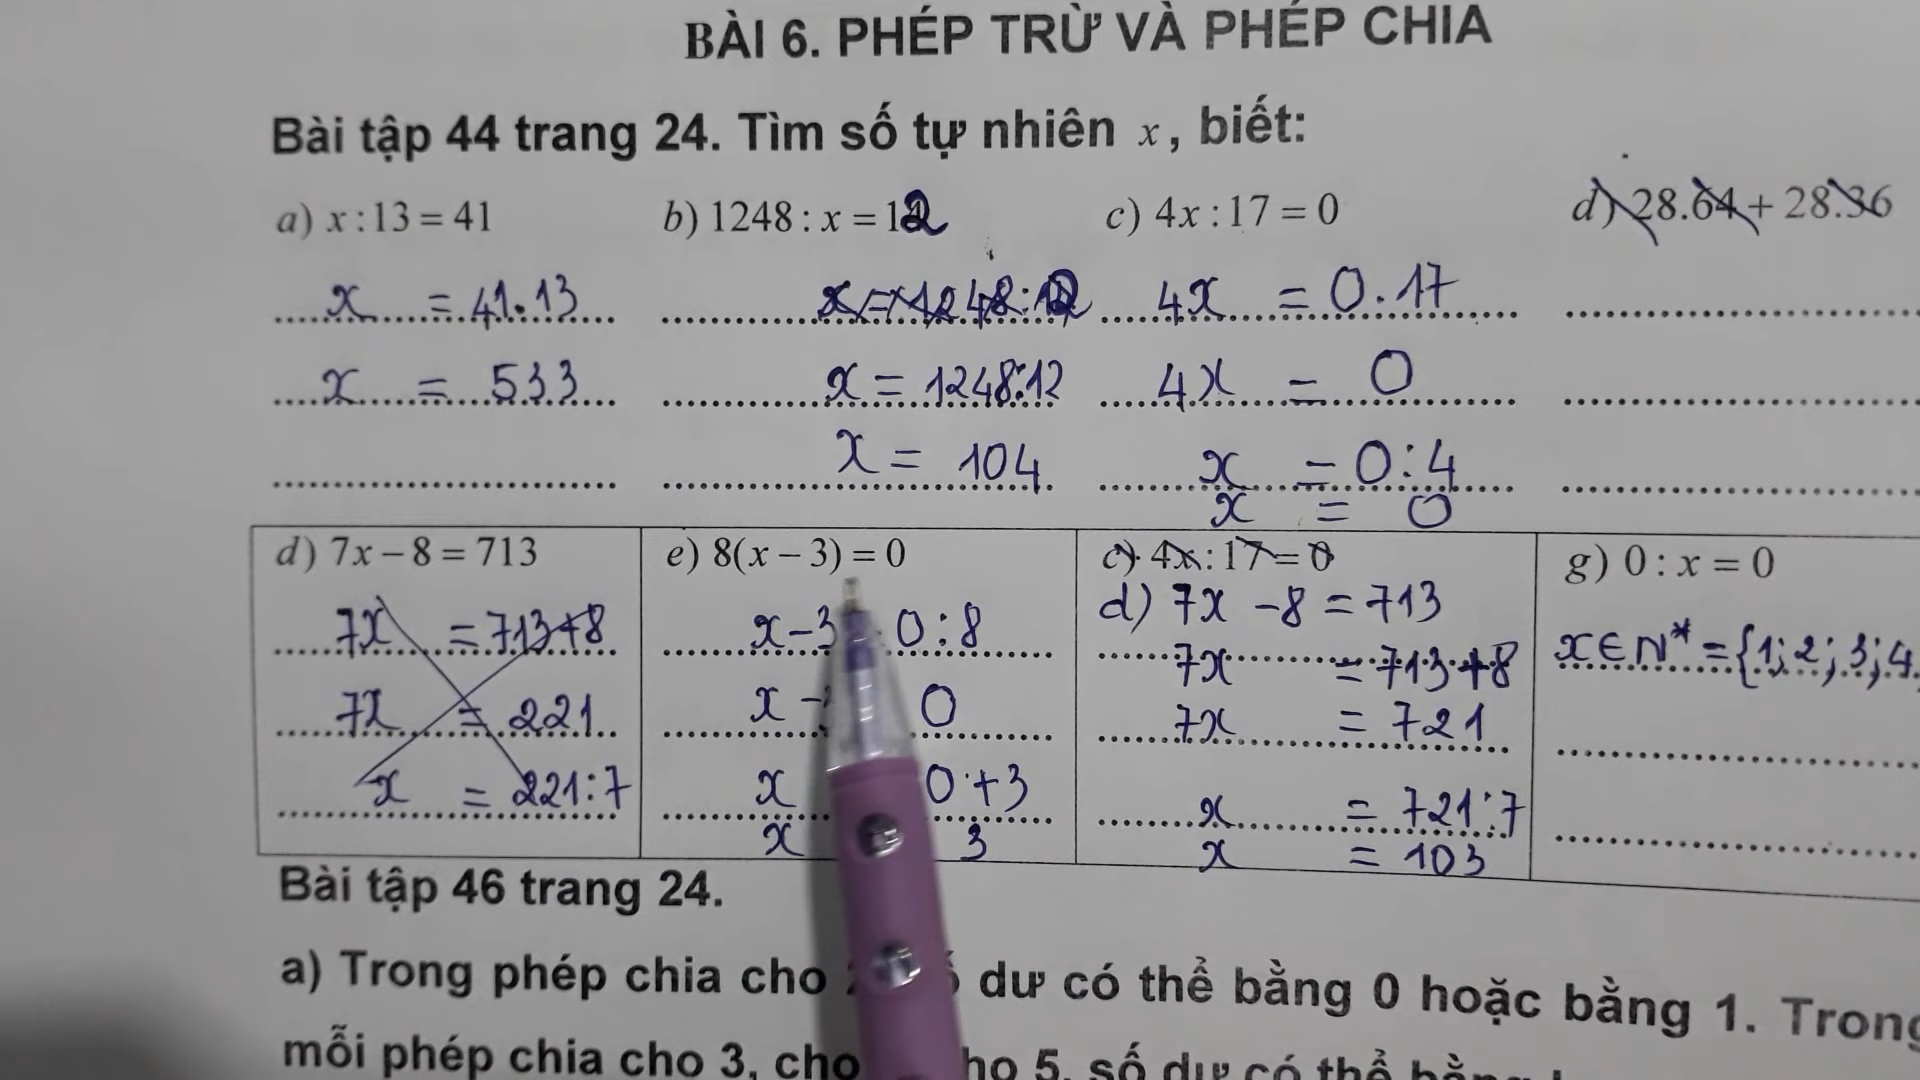 BÀI 6. PHÉP TRỪ VÀ PHÉP CHIA
Bài tập 44 trang 24. Tìm số tự nhiên x, biết:
a) x : 13 = 41
x = 41.13
x = 533
b) 1248 : x = 12
x = 1248:12
x = 1248:12
x = 104
c) 4x : 17 = 0
4x = 0.17
4x = 0
x = 0:4
x = 0
d) 28.64 + 28.36
d) 7x − 8 = 713
7x = 713+8
7x = 221
x = 221:7
e) 8(x − 3) = 0
x-3 0:8
x - 0
x 0+3
x 3
c) 4x : 17 = 0
d) 7x -8 = 713
7x = 713+8
7x = 721
x = 721:7
x = 103
g) 0 : x = 0
x ∈ N* = {1; 2; 3; 4
Bài tập 46 trang 24.
a) Trong phép chia cho dư có thể bằng 0 hoặc bằng 1. Trong
mỗi phép chia cho 3, cho 5, số dư có thể